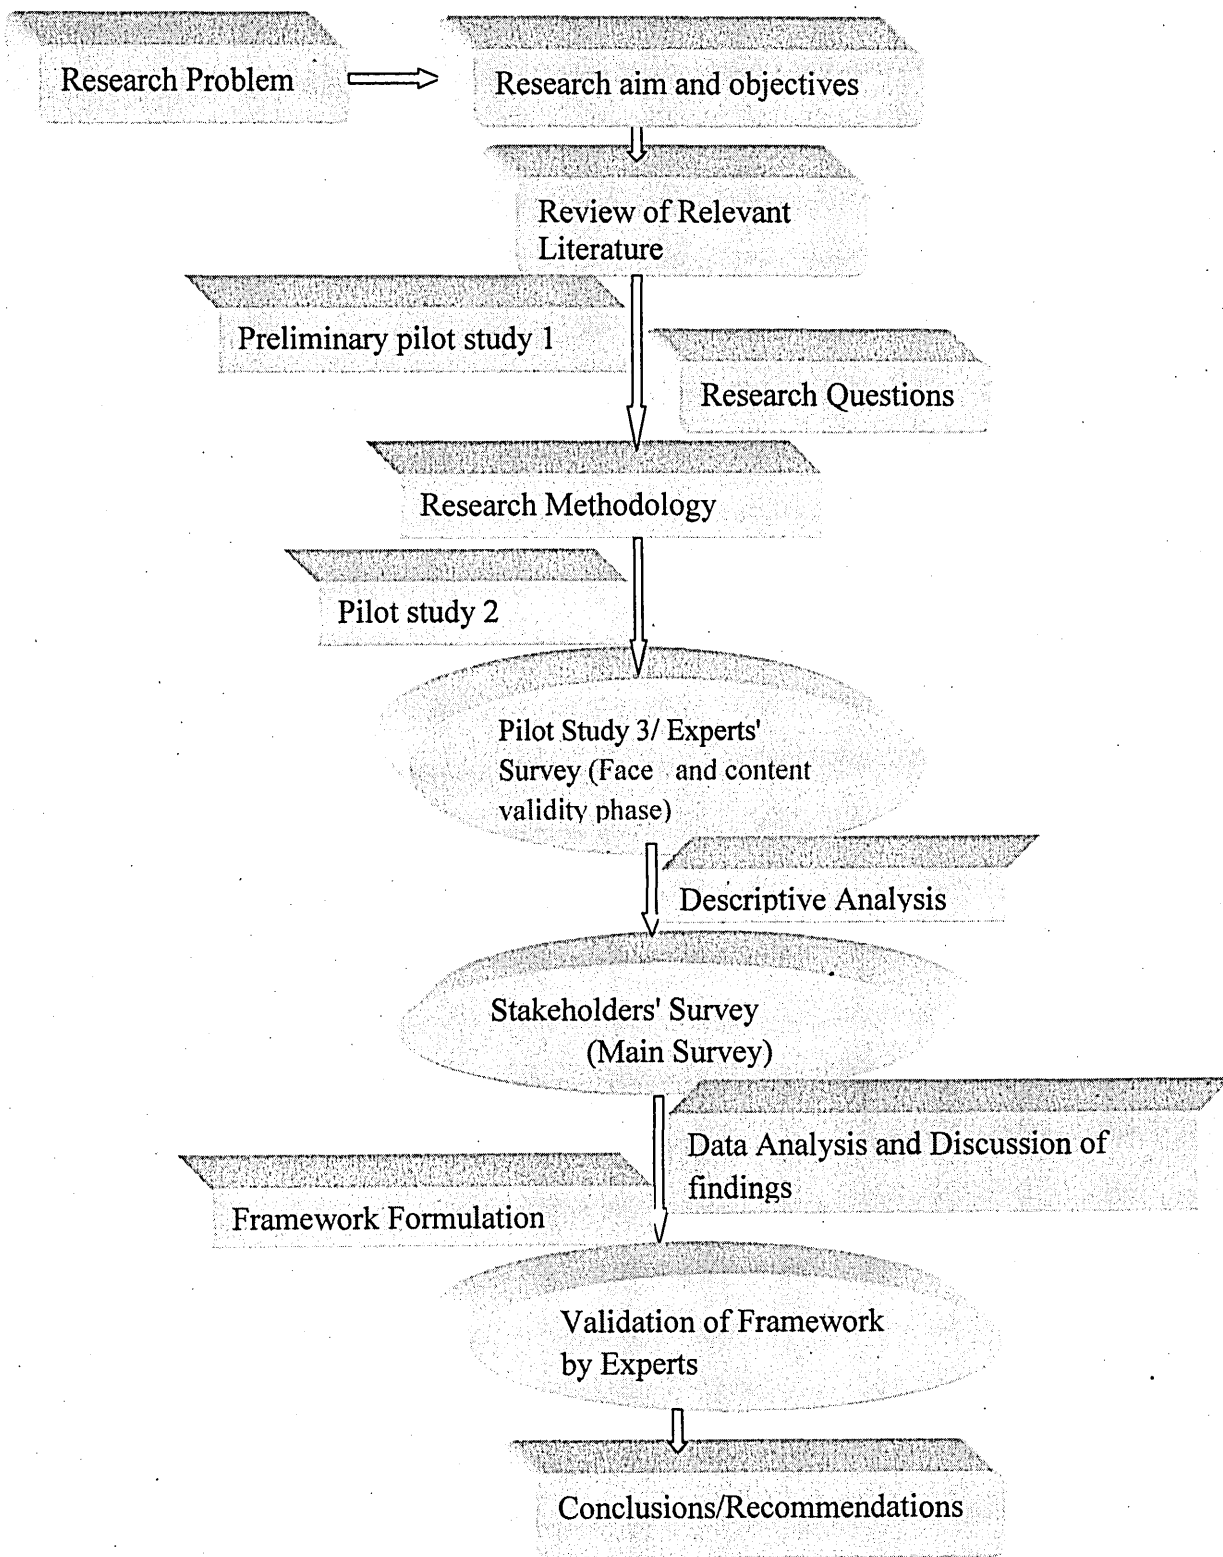 Research Problem
Research aim and objectives
Review of Relevant
Literature
Preliminary pilot study 1
Research Questions
Research Methodology
Pilot study 2
Pilot Study 3/ Experts'
Survey (Face and content
validity phase)
Descriptive Analysis
Stakeholders' Survey
(Main Survey)
Data Analysis and Discussion of
findings
Framework Formulation
Validation of Framework
by Experts
Conclusions/Recommendations